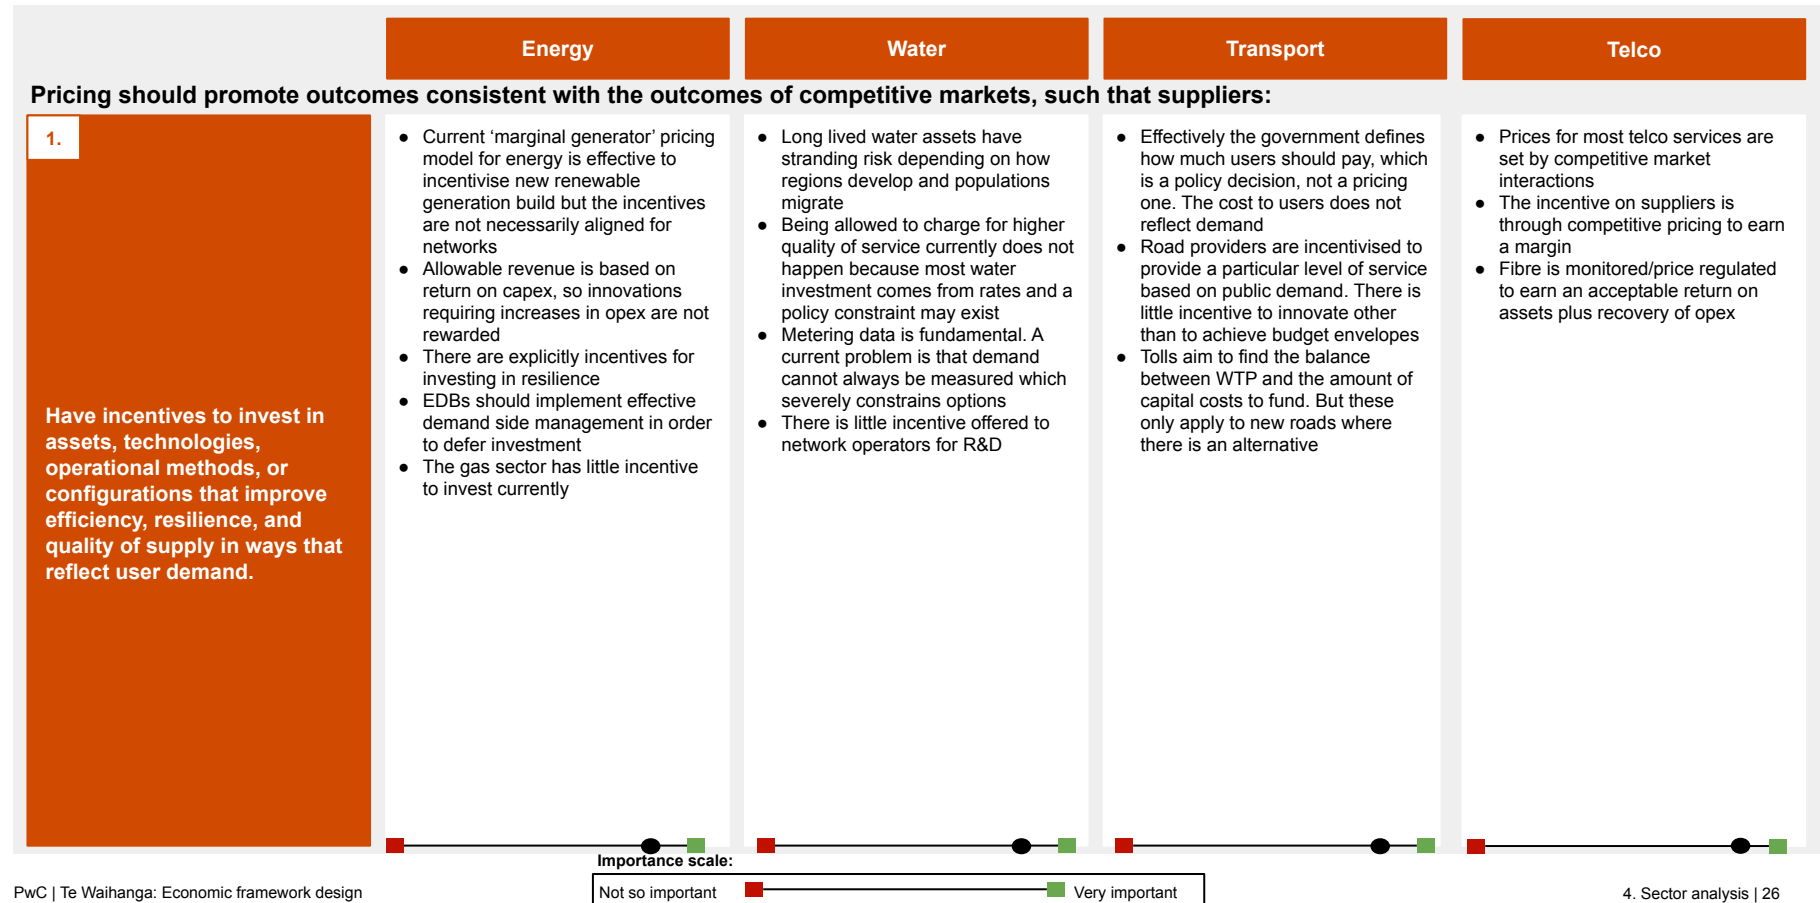 Energy
Water
Transport
Telco
Pricing should promote outcomes consistent with the outcomes of competitive markets, such that suppliers:
1.
Have incentives to invest in
assets, technologies,
operational methods, or
configurations that improve
efficiency, resilience, and
quality of supply in ways that
reflect user demand.
● Current ‘marginal generator’ pricing
model for energy is effective to
incentivise new renewable
generation build but the incentives
are not necessarily aligned for
networks
● Allowable revenue is based on
return on capex, so innovations
requiring increases in opex are not
rewarded
● There are explicitly incentives for
investing in resilience
● EDBs should implement effective
demand side management in order
to defer investment
● The gas sector has little incentive
to invest currently
● Long lived water assets have
stranding risk depending on how
regions develop and populations
migrate
● Being allowed to charge for higher
quality of service currently does not
happen because most water
investment comes from rates and a
policy constraint may exist
● Metering data is fundamental. A
current problem is that demand
cannot always be measured which
severely constrains options
● There is little incentive offered to
network operators for R&D
● Effectively the government defines
how much users should pay, which
is a policy decision, not a pricing
one. The cost to users does not
reflect demand
● Road providers are incentivised to
provide a particular level of service
based on public demand. There is
little incentive to innovate other
than to achieve budget envelopes
● Tolls aim to find the balance
between WTP and the amount of
capital costs to fund. But these
only apply to new roads where
there is an alternative
● Prices for most telco services are
set by competitive market
interactions
● The incentive on suppliers is
through competitive pricing to earn
a margin
● Fibre is monitored/price regulated
to earn an acceptable return on
assets plus recovery of opex
Importance scale:
Not so important
Very important
PwC | Te Waihanga: Economic framework design
4. Sector analysis | 26